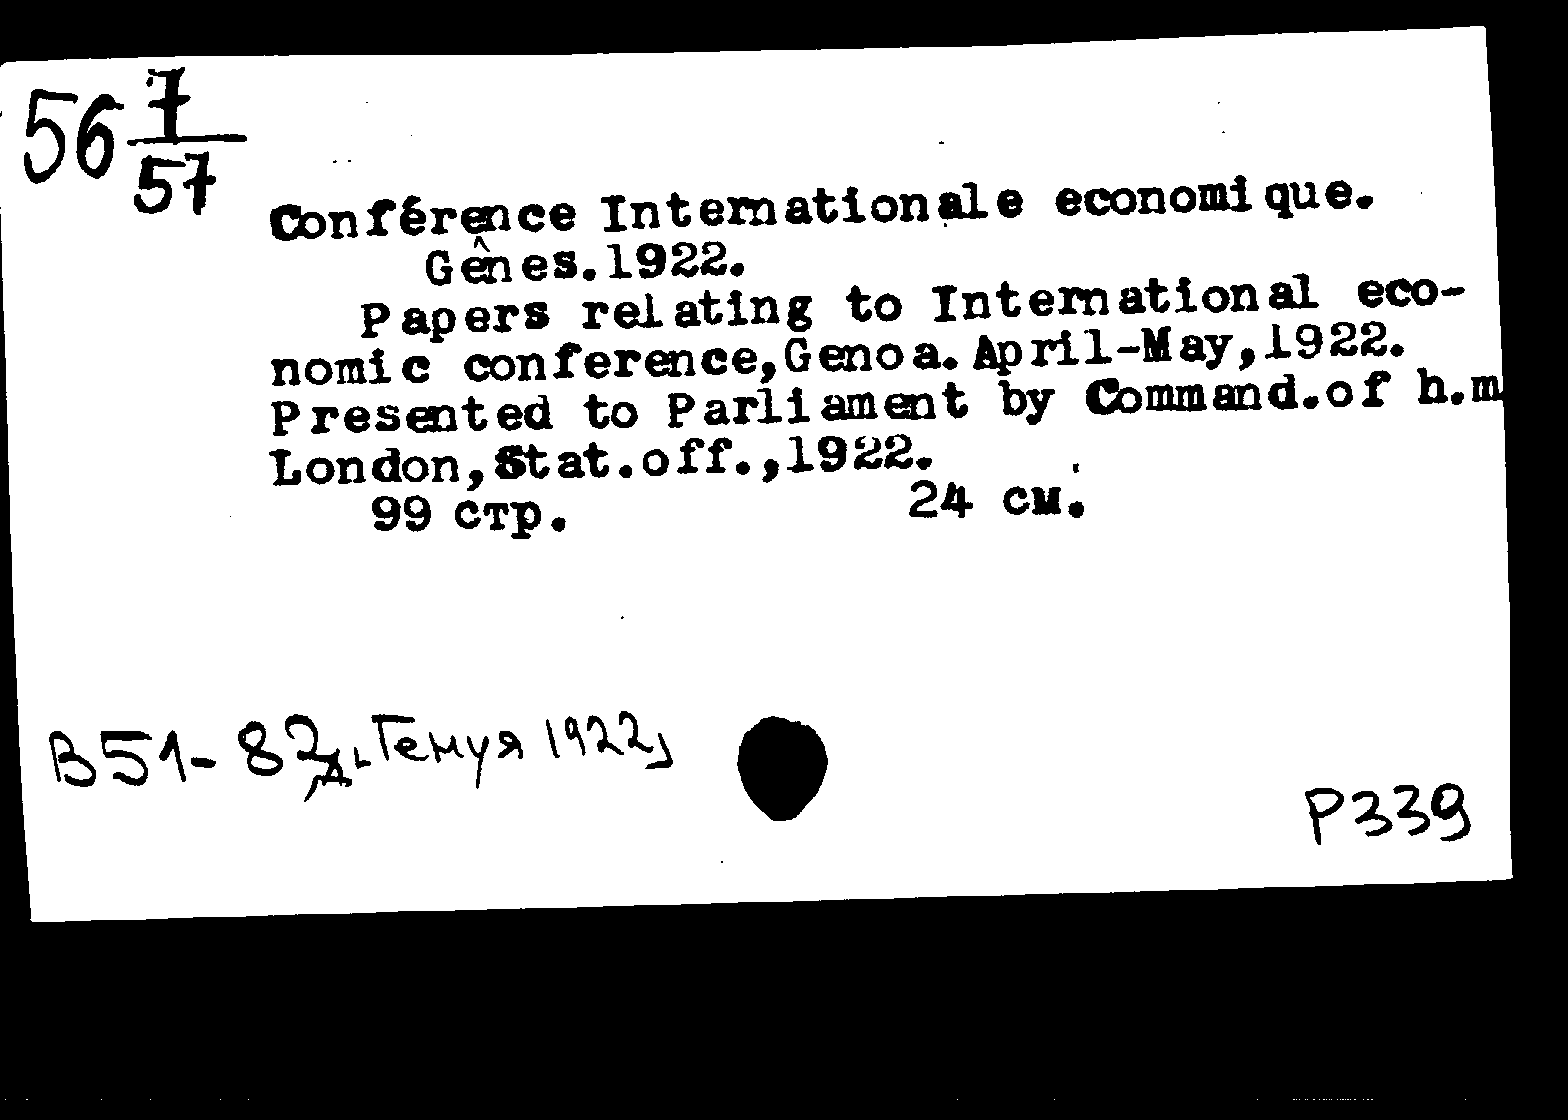 56 7/57
Conférence Internationale economique.
Gênes.1922.
Papers relating to International eco-
nomic conference,Genoa.April-May,1922.
Presented to Parliament by Command.of h.m
London,Stat.off.,1922.
99 стр. 24 см.
В51-82 „Генуя 1922„
Р339